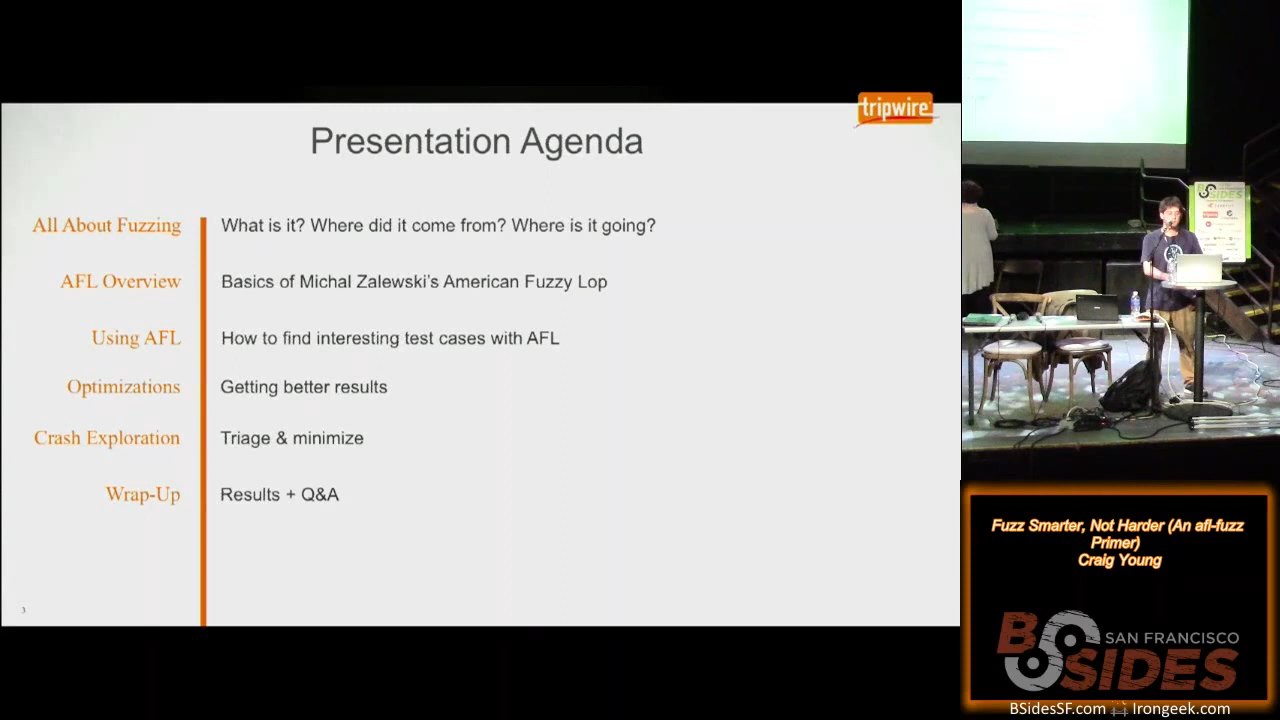 tripwire
Presentation Agenda
All About Fuzzing
What is it? Where did it come from? Where is it going?
AFL Overview
Basics of Michal Zalewski's American Fuzzy Lop
Using AFL
How to find interesting test cases with AFL
Optimizations
Getting better results
Crash Exploration
Triage & minimize
Wrap-Up
Results + Q&A
3
BSIDES
Fuzz Smarter, Not Harder (An afl-fuzz
Primer)
Craig Young
BSIDES
SAN FRANCISCO
BSidesSF.com
Irongeek.com